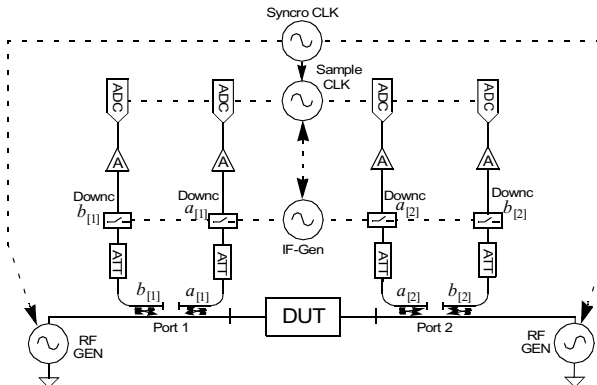 Syncro CLK
Sample
CLK
ADC
ADC
ADC
ADC
A
A
A
A
Downc
b[1]
Downc
a[1]
Downc
a[2]
Downc
b[2]
IF-Gen
ATT
ATT
ATT
ATT
b[1]
a[1]
a[2]
b[2]
DUT
Port 1
Port 2
RF
GEN
RF
GEN